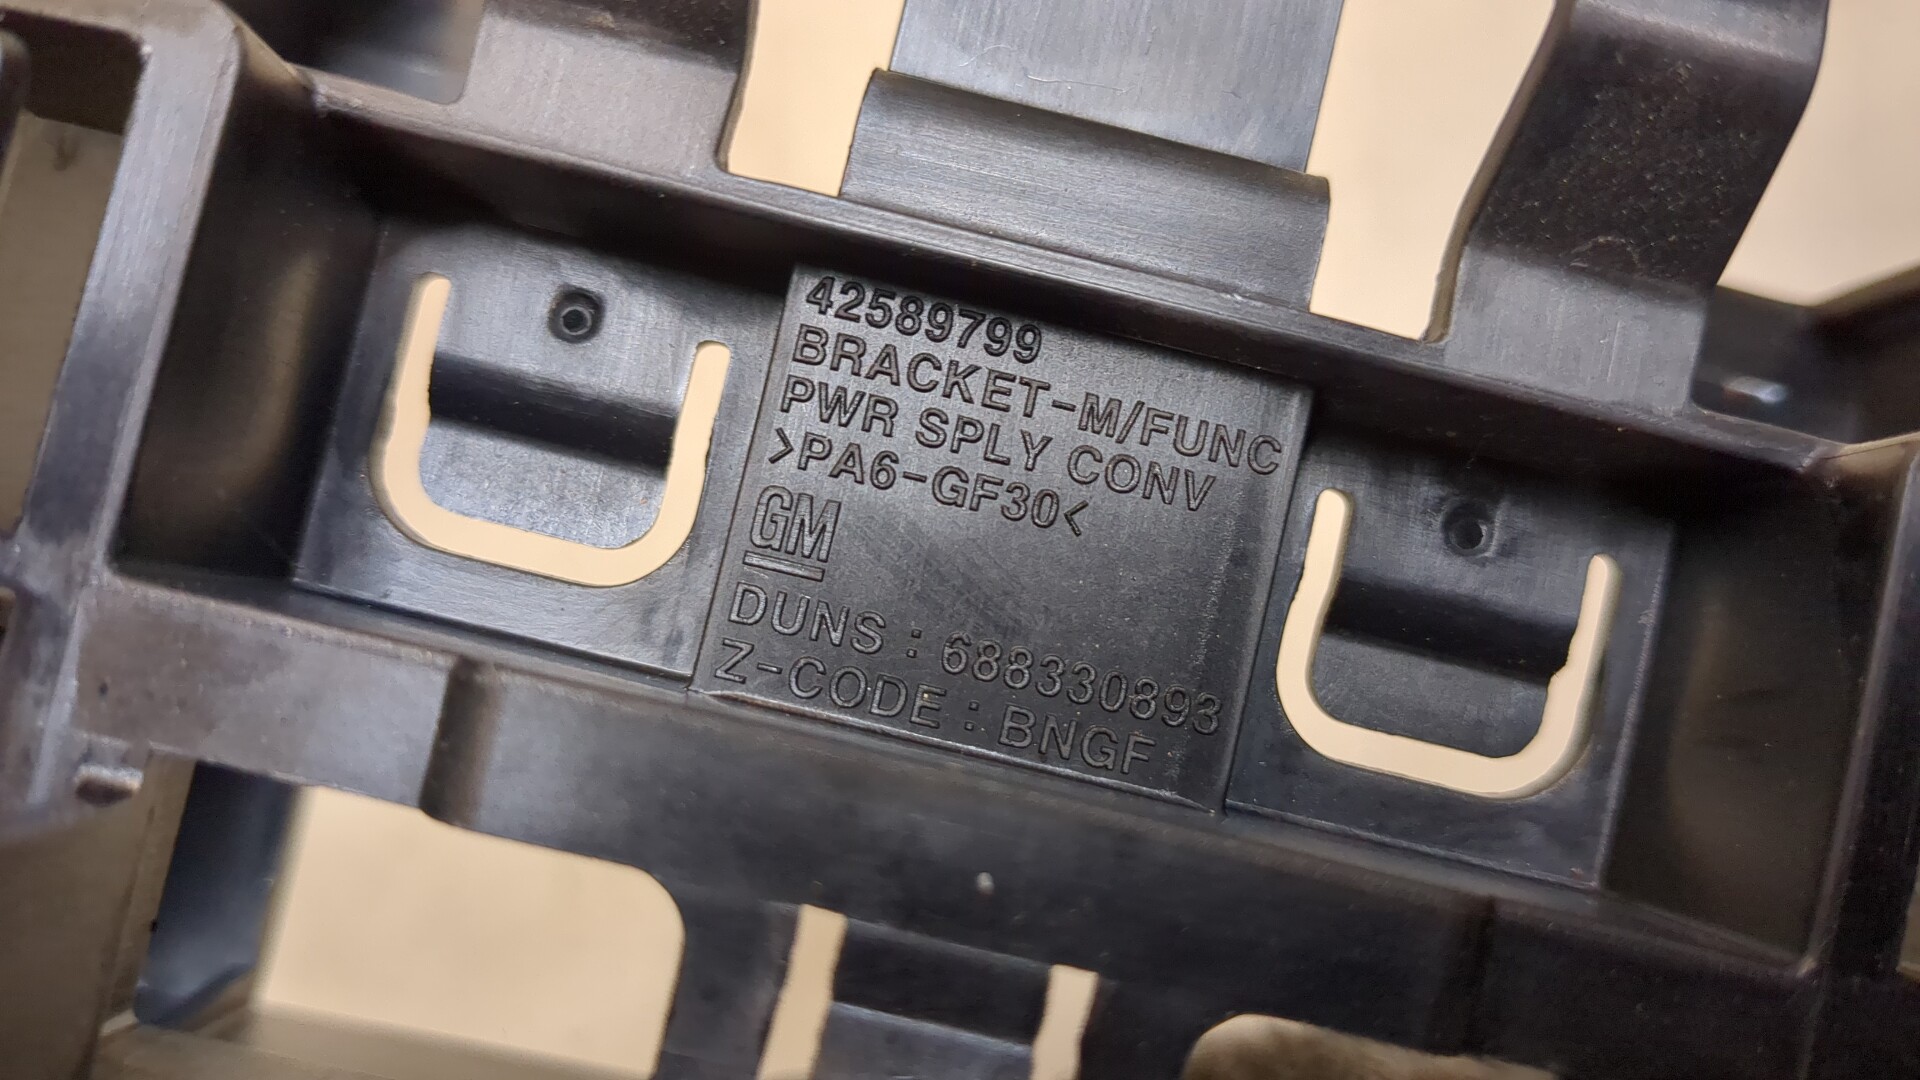 42589799
BRACKET-M/FUNC
PWR SPLY CONV
>PA6-GF30<
GM
DUNS : 688330893
Z-CODE : BNGF